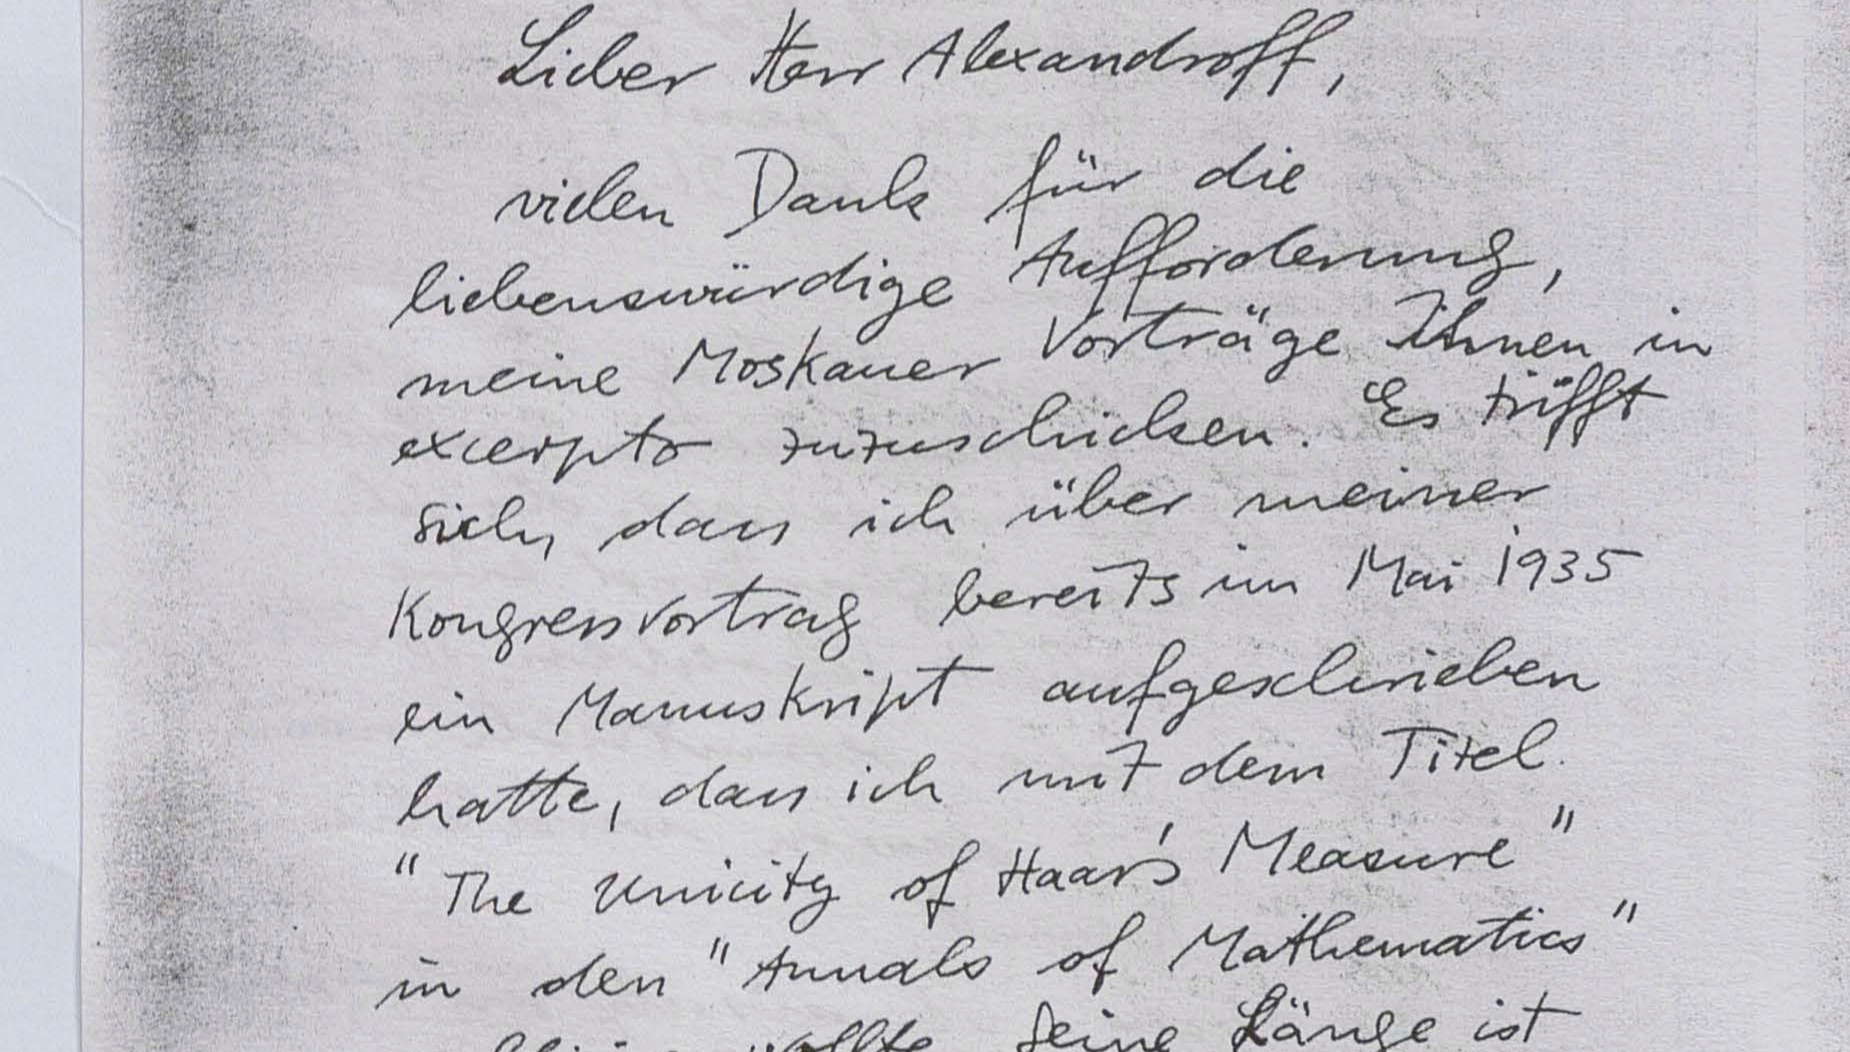 Lieber Herr Alexandroff,
vielen Dank für die
liebenswürdige Aufforderung,
meine Moskauer Vorträge Ihnen in
excerpto zuzuschicken. Es trifft
sich, dass ich über meiner
Kongressvortrag bereits im Mai 1935
ein Manuskript aufgeschrieben
hatte, dass ich mit dem Titel
"The Unicity of Haar's Measure"
in den "Annals of Mathematics"
wollte seine Länge ist